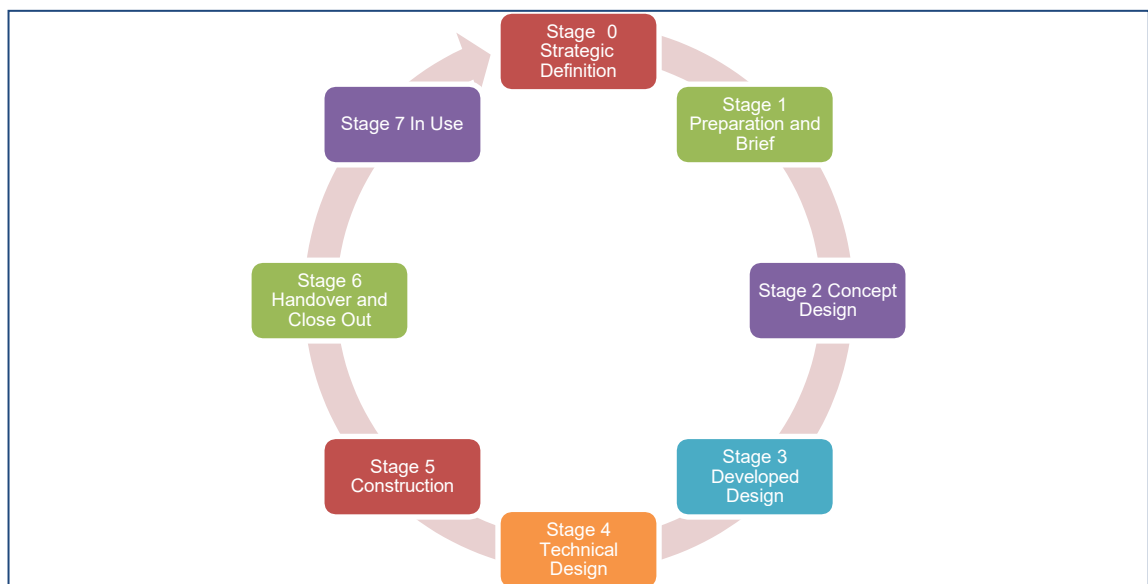 Stage 0
Strategic
Definition
Stage 1
Preparation and
Brief
Stage 2 Concept
Design
Stage 3
Developed
Design
Stage 4
Technical
Design
Stage 5
Construction
Stage 6
Handover and
Close Out
Stage 7 In Use